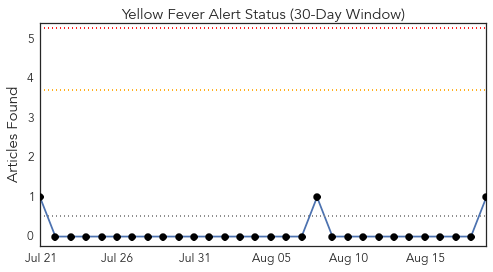 Yellow Fever Alert Status (30-Day Window)
Articles Found
5
4
3
2
1
0
Jul 21
Jul 26
Jul 31
Aug 05
Aug 10
Aug 15